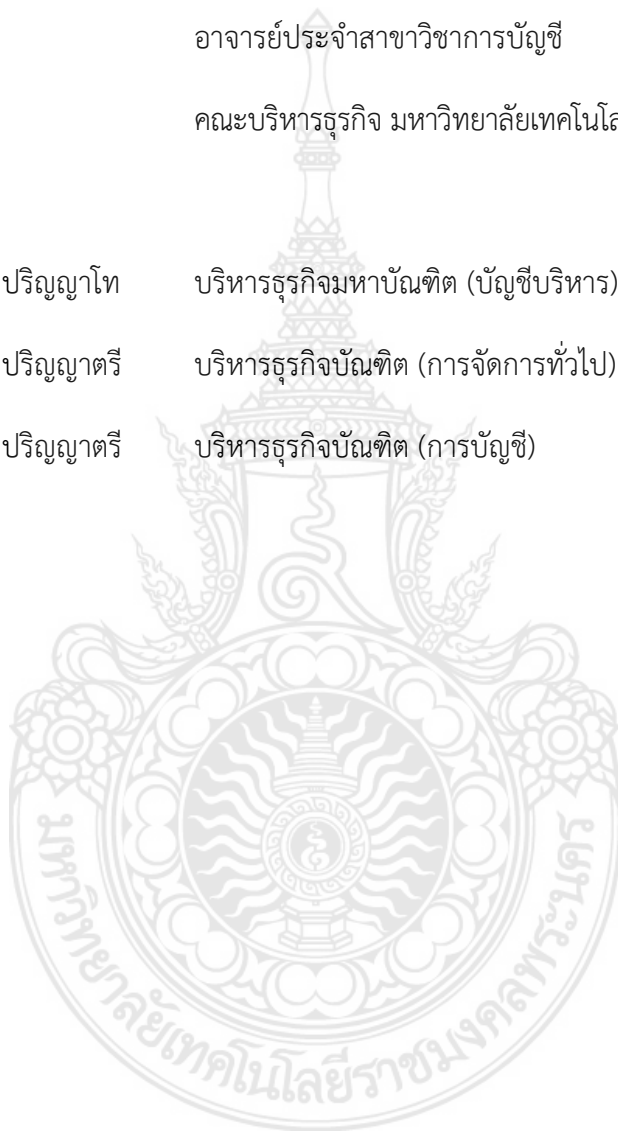 อาจารย์ประจำสาขาวิชาการบัญชี
คณะบริหารธุรกิจ มหาวิทยาลัยเทคโนโล
ปริญญาโท บริหารธุรกิจมหาบัณฑิต (บัญชีบริหาร)
ปริญญาตรี บริหารธุรกิจบัณฑิต (การจัดการทั่วไป)
ปริญญาตรี บริหารธุรกิจบัณฑิต (การบัญชี)
มหาวิทยาลัยเทคโนโลยีราชมงคลพระนคร